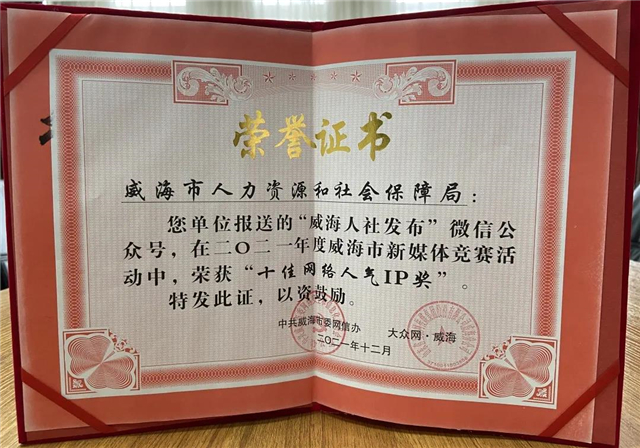 荣誉证书
威海市人力资源和社会保障局：
您单位报送的“威海人社发布”微信公
众号，在二〇二一年度威海市新媒体竞赛活
动中，荣获“十佳网络人气IP奖”。
特发此证，以资鼓励。
中共威海市委网信办 大众网·威海
二〇二一年十二月